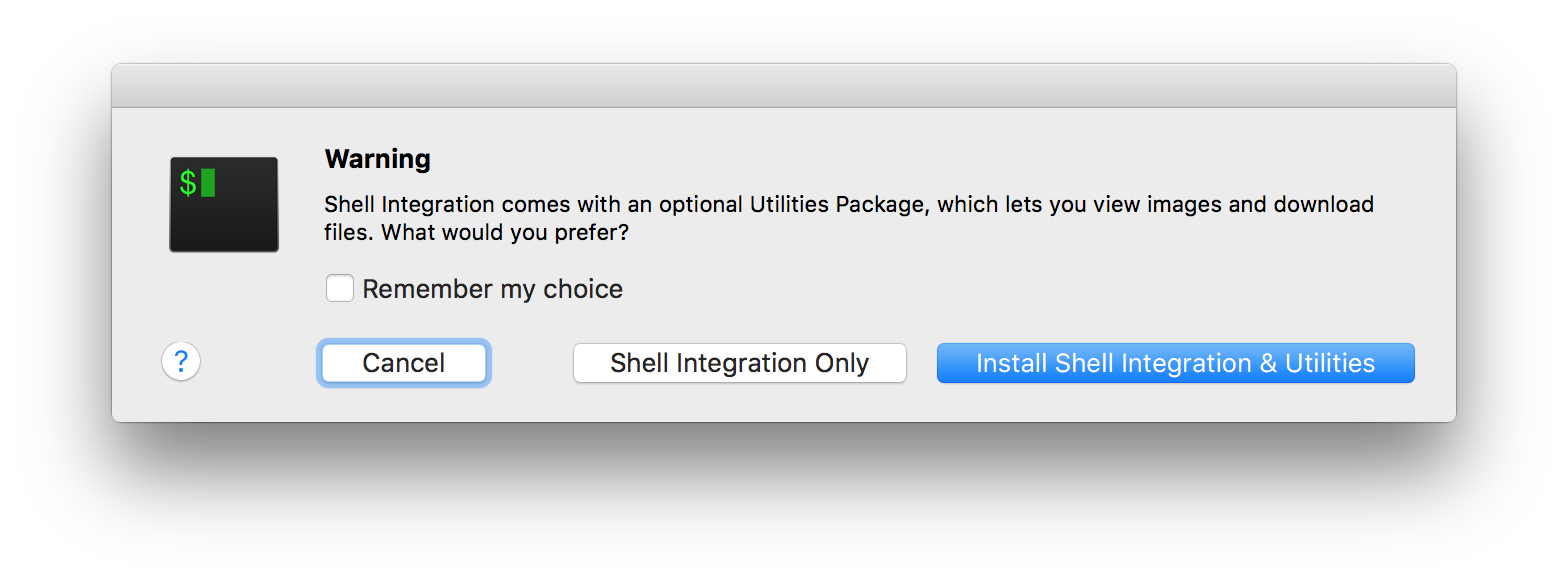 $
Warning
Shell Integration comes with an optional Utilities Package, which lets you view images and download
files. What would you prefer?
Remember my choice
?
Cancel
Shell Integration Only
Install Shell Integration & Utilities